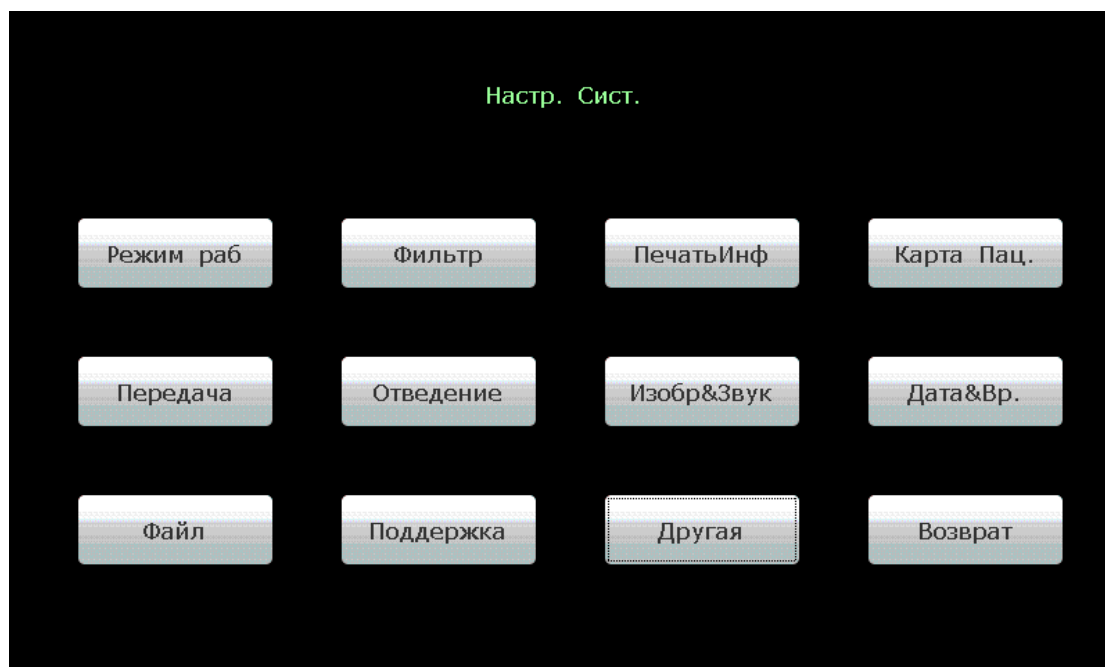 Настр. Сист.
Режим раб
Фильтр
ПечатьИнф
Карта Пац.
Передача
Отведение
Изобр&Звук
Дата&Вр.
Файл
Поддержка
Другая
Возврат